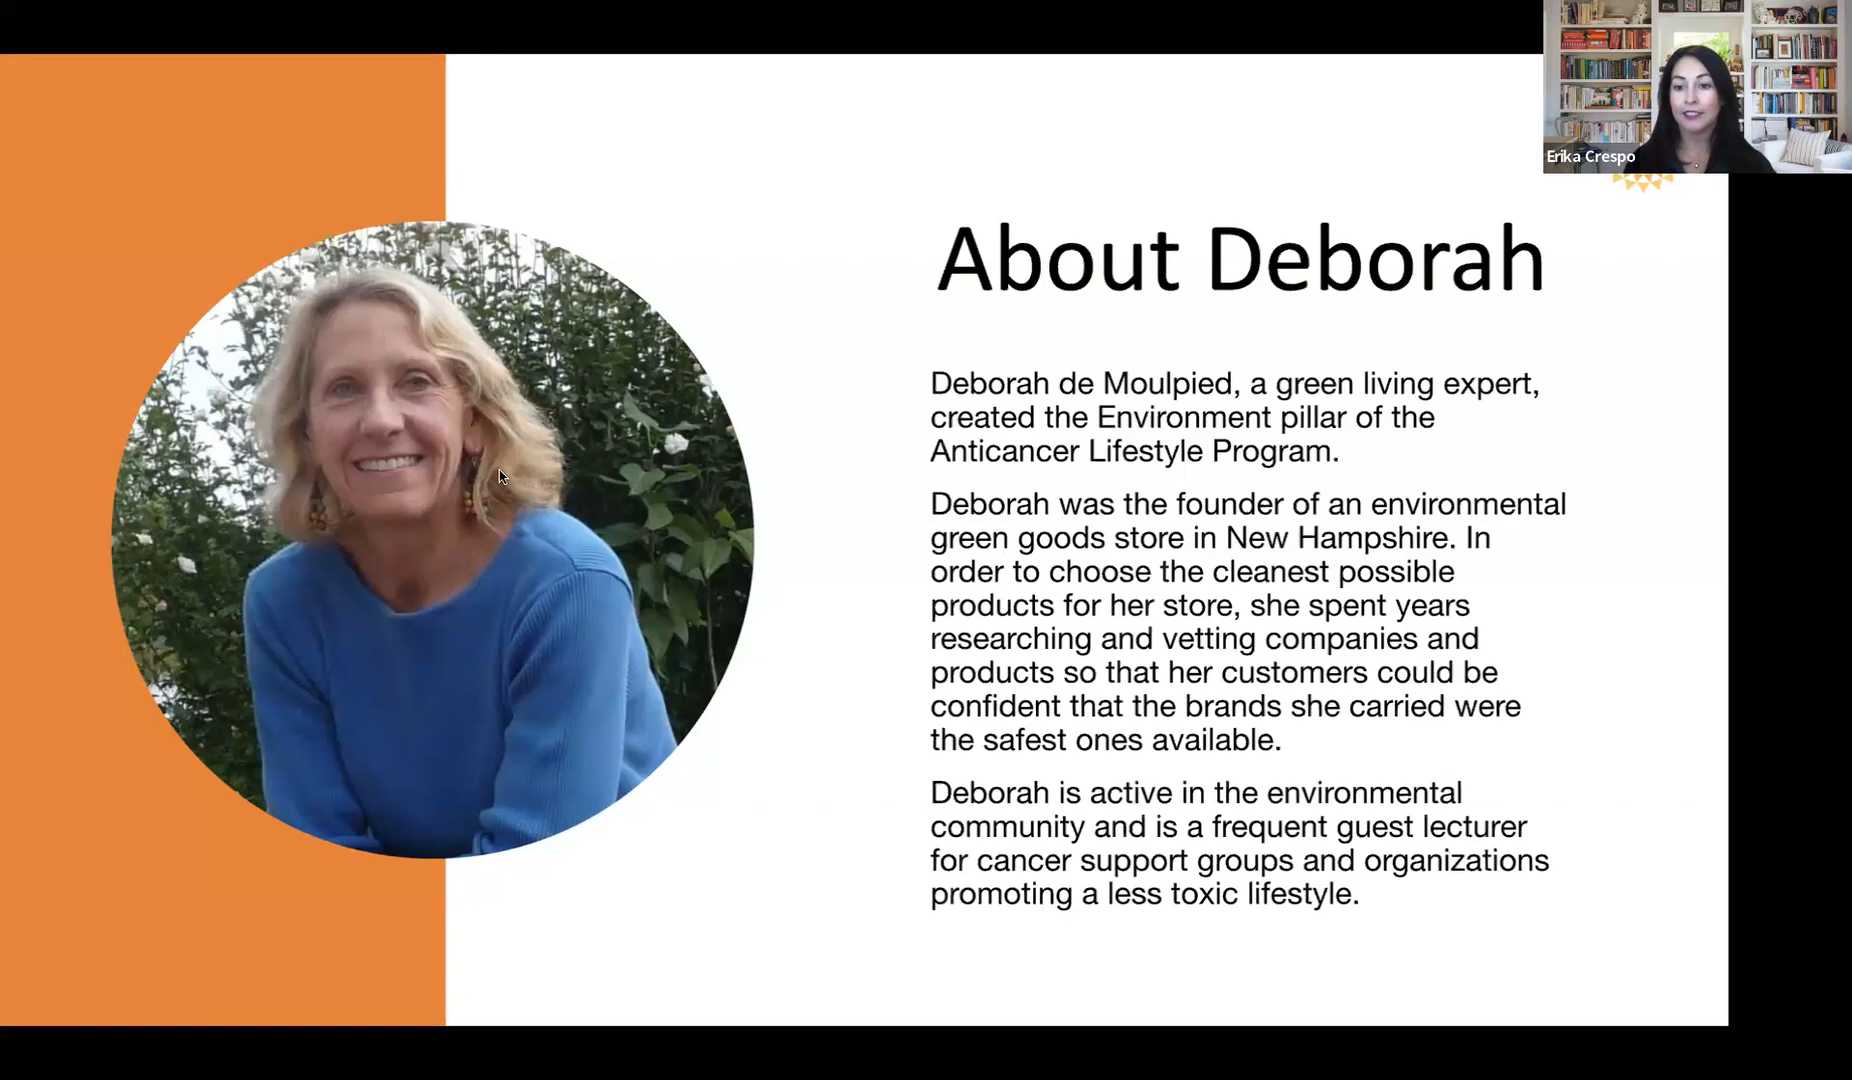 Erika Crespo
About Deborah
Deborah de Moulpied, a green living expert,
created the Environment pillar of the
Anticancer Lifestyle Program.
Deborah was the founder of an environmental
green goods store in New Hampshire. In
order to choose the cleanest possible
products for her store, she spent years
researching and vetting companies and
products so that her customers could be
confident that the brands she carried were
the safest ones available.
Deborah is active in the environmental
community and is a frequent guest lecturer
for cancer support groups and organizations
promoting a less toxic lifestyle.